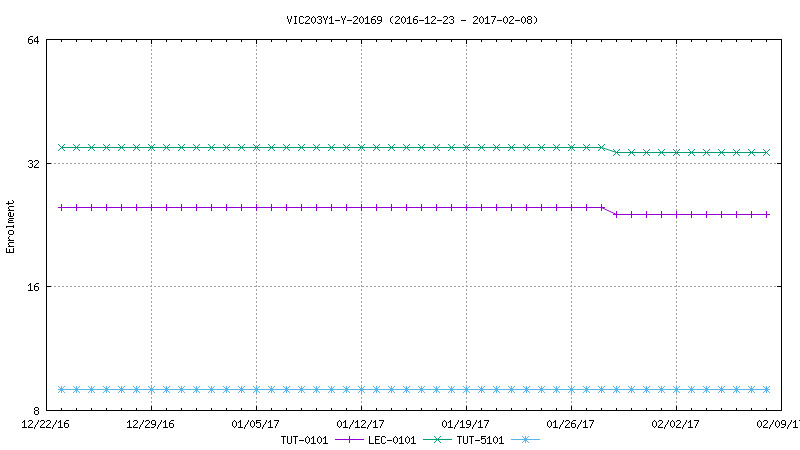 VIC203Y1-Y-20169 (2016-12-23 - 2017-02-08)
64
32
16
8
Enrolment
12/22/16 12/29/16 01/05/17 01/12/17 01/19/17 01/26/17 02/02/17 02/09/1
TUT-0101 LEC-0101 TUT-5101